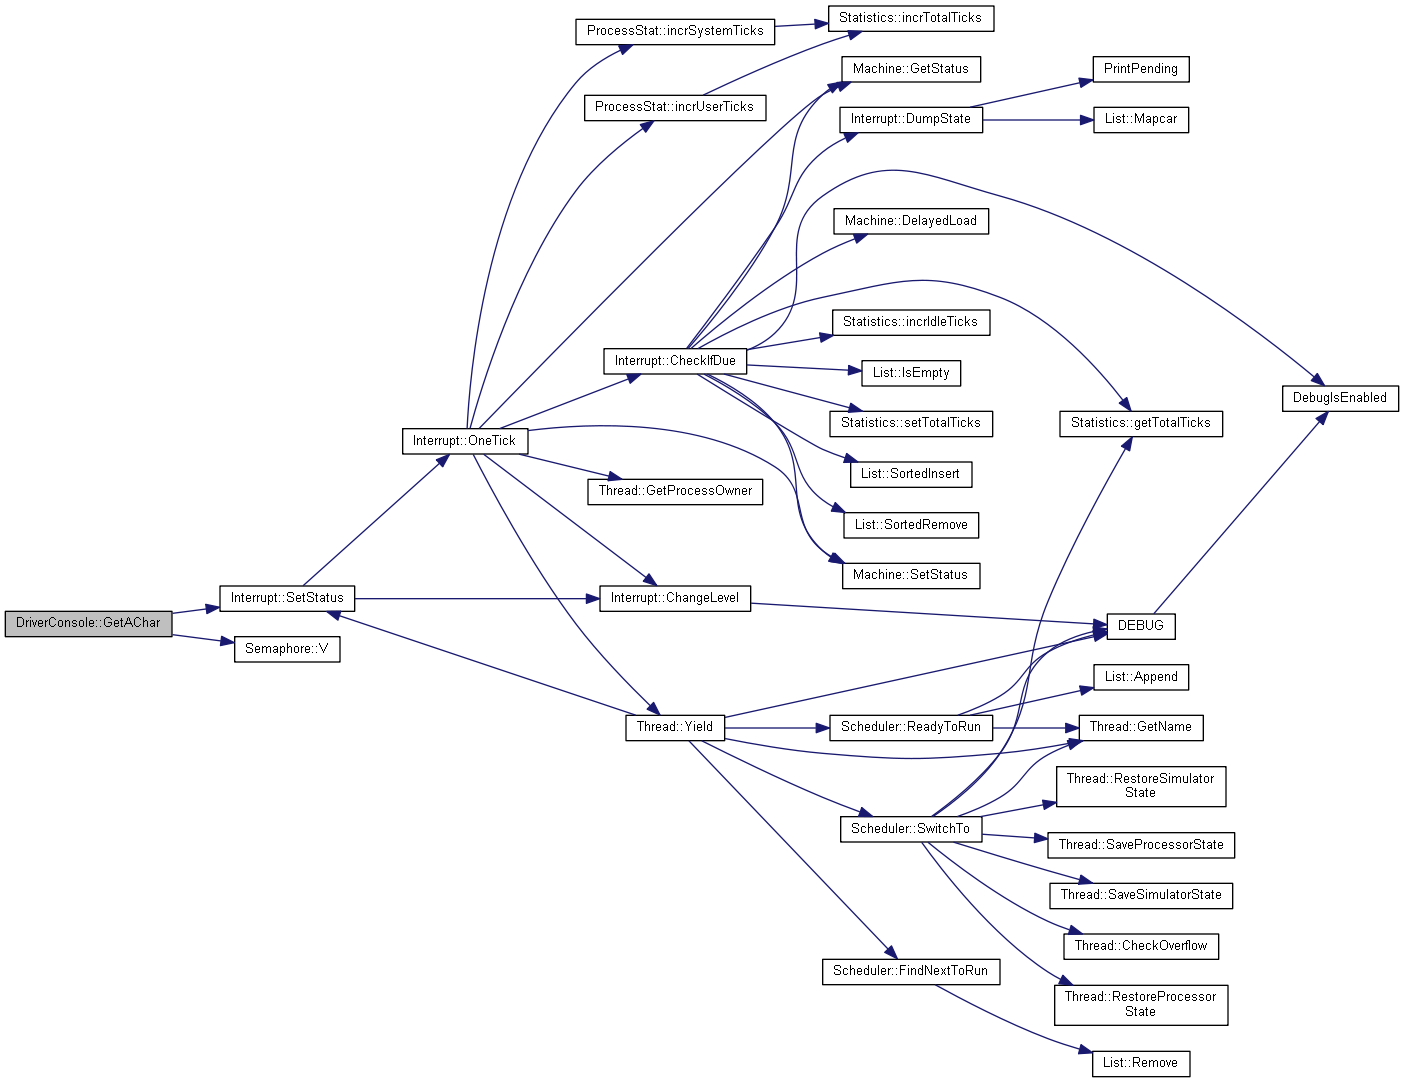 Statistics::incrTotalTicks
ProcessStat::incrSystemTicks
Machine::GetStatus
PrintPending
ProcessStat::incrUserTicks
Interrupt::DumpState
List::Mapcar
Machine::DelayedLoad
Statistics::incrIdleTicks
Interrupt::CheckIfDue
List::IsEmpty
DebugIsEnabled
Statistics::setTotalTicks
Statistics::getTotalTicks
Interrupt::OneTick
List::SortedInsert
Thread::GetProcessOwner
List::SortedRemove
Machine::SetStatus
Interrupt::SetStatus
Interrupt::ChangeLevel
DriverConsole::GetAChar
DEBUG
Semaphore::V
List::Append
Thread::Yield
Scheduler::ReadyToRun
Thread::GetName
Thread::RestoreSimulator
State
Scheduler::SwitchTo
Thread::SaveProcessorState
Thread::SaveSimulatorState
Thread::CheckOverflow
Scheduler::FindNextToRun
Thread::RestoreProcessor
State
List::Remove